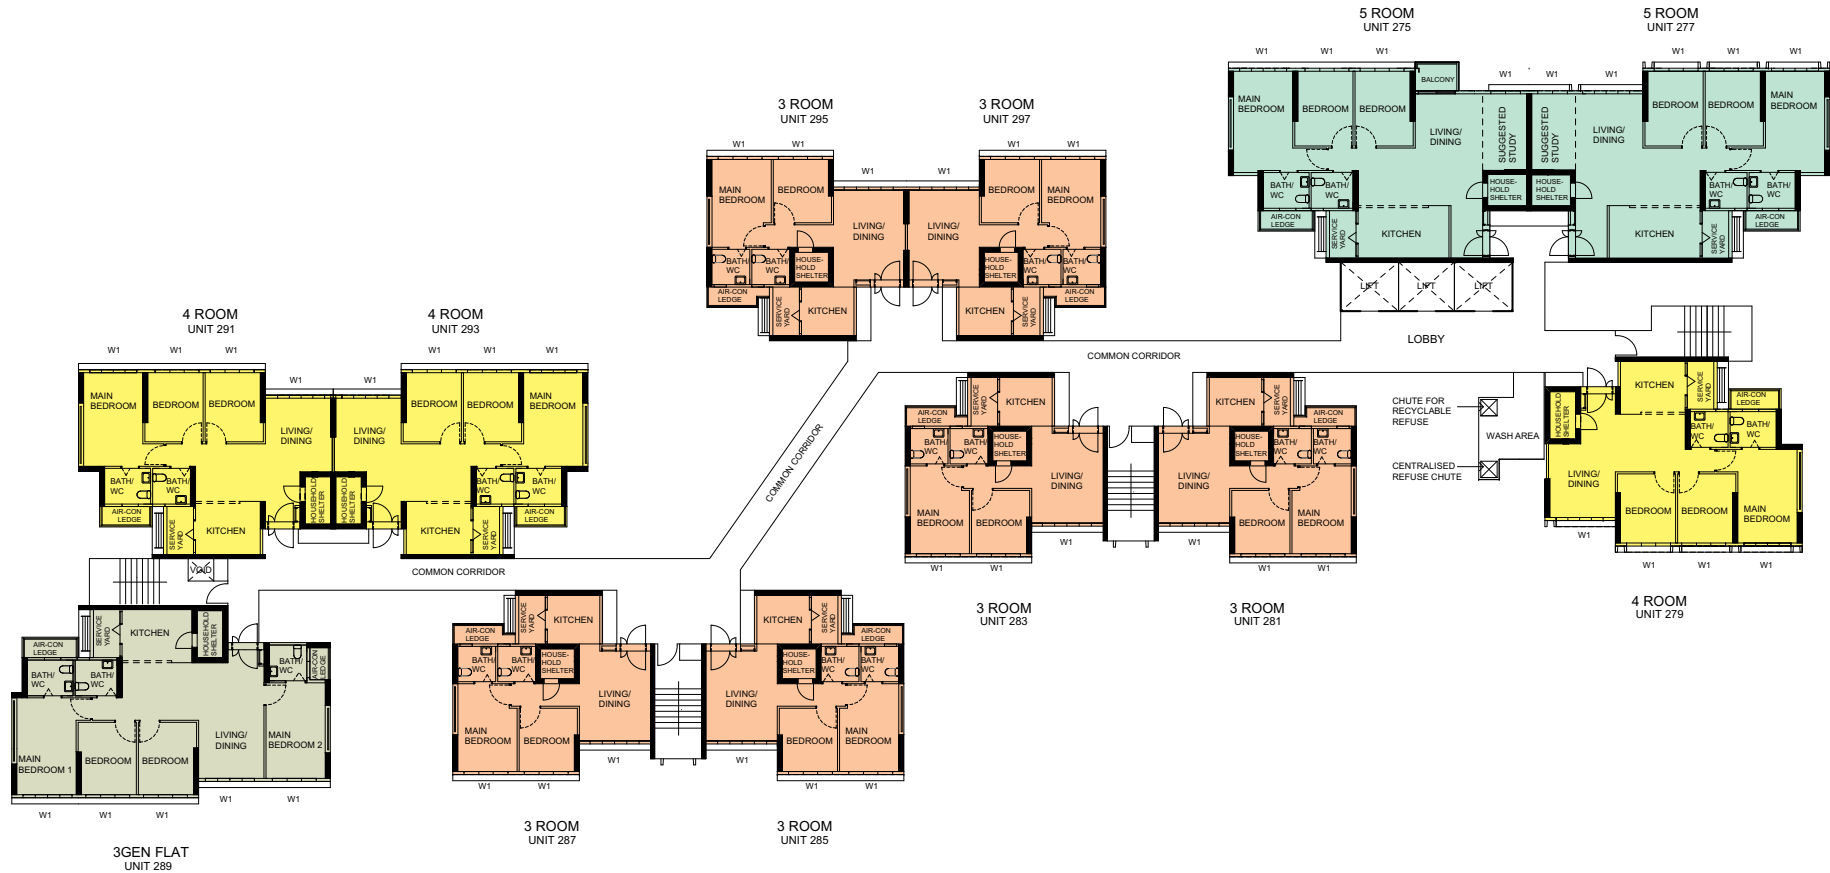 5 ROOM
UNIT 275
5 ROOM
UNIT 277
W1
W1
W1
W1
W1
W1
BALCONY
W1
W1
W1
MAIN
BEDROOM
BEDROOM
BEDROOM
LIVING/
DINING
SUGGESTED
STUDY
SUGGESTED
STUDY
LIVING/
DINING
BEDROOM
BEDROOM
MAIN
BEDROOM
BATH/
WC
BATH/
WC
HOUSE-
HOLD
SHELTER
HOUSE-
HOLD
SHELTER
BATH/
WC
BATH/
WC
AIR-CON
LEDGE
SERVICE
YARD
KITCHEN
KITCHEN
SERVICE
YARD
AIR-CON
LEDGE
LIFT
LIFT
LIFT
LOBBY
3 ROOM
UNIT 295
3 ROOM
UNIT 297
W1
W1
W1
W1
W1
W1
MAIN
BEDROOM
BEDROOM
LIVING/
DINING
LIVING/
DINING
BEDROOM
MAIN
BEDROOM
BATH/
WC
BATH/
WC
HOUSE-
HOLD
SHELTER
HOUSE-
HOLD
SHELTER
BATH/
WC
BATH/
WC
AIR-CON
LEDGE
SERVICE
YARD
KITCHEN
KITCHEN
SERVICE
YARD
AIR-CON
LEDGE
COMMON CORRIDOR
4 ROOM
UNIT 291
4 ROOM
UNIT 293
W1
W1
W1
W1
W1
W1
W1
W1
MAIN
BEDROOM
BEDROOM
BEDROOM
LIVING/
DINING
LIVING/
DINING
BEDROOM
BEDROOM
MAIN
BEDROOM
BATH/
WC
BATH/
WC
HOUSEHOLD
SHELTER
HOUSEHOLD
SHELTER
BATH/
WC
BATH/
WC
AIR-CON
LEDGE
SERVICE
YARD
KITCHEN
KITCHEN
SERVICE
YARD
AIR-CON
LEDGE
COMMON CORRIDOR
COMMON CORRIDOR
VOID
SERVICE
YARD
KITCHEN
AIR-CON
LEDGE
BATH/
WC
BATH/
WC
HOUSE-
HOLD
SHELTER
MAIN
BEDROOM
BEDROOM
LIVING/
DINING
W1
W1
W1
3 ROOM
UNIT 283
KITCHEN
SERVICE
YARD
AIR-CON
LEDGE
HOUSE-
HOLD
SHELTER
BATH/
WC
BATH/
WC
LIVING/
DINING
BEDROOM
MAIN
BEDROOM
W1
W1
W1
3 ROOM
UNIT 281
CHUTE FOR
RECYCLABLE
REFUSE
WASH AREA
CENTRALISED
REFUSE CHUTE
KITCHEN
SERVICE
YARD
AIR-CON
LEDGE
HOUSEHOLD
SHELTER
BATH/
WC
BATH/
WC
LIVING/
DINING
BEDROOM
BEDROOM
MAIN
BEDROOM
W1
W1
W1
W1
4 ROOM
UNIT 279
SERVICE
YARD
KITCHEN
HOUSEHOLD
SHELTER
AIR-CON
LEDGE
BATH/
WC
BATH/
WC
BATH/
WC
AIR-CON
LEDGE
MAIN
BEDROOM 1
BEDROOM
BEDROOM
LIVING/
DINING
MAIN
BEDROOM 2
W1
W1
W1
W1
W1
3GEN FLAT
UNIT 289
SERVICE
YARD
KITCHEN
AIR-CON
LEDGE
BATH/
WC
BATH/
WC
HOUSE-
HOLD
SHELTER
LIVING/
DINING
MAIN
BEDROOM
BEDROOM
W1
W1
W1
3 ROOM
UNIT 287
KITCHEN
SERVICE
YARD
AIR-CON
LEDGE
HOUSE-
HOLD
SHELTER
BATH/
WC
BATH/
WC
LIVING/
DINING
BEDROOM
MAIN
BEDROOM
W1
W1
W1
3 ROOM
UNIT 285